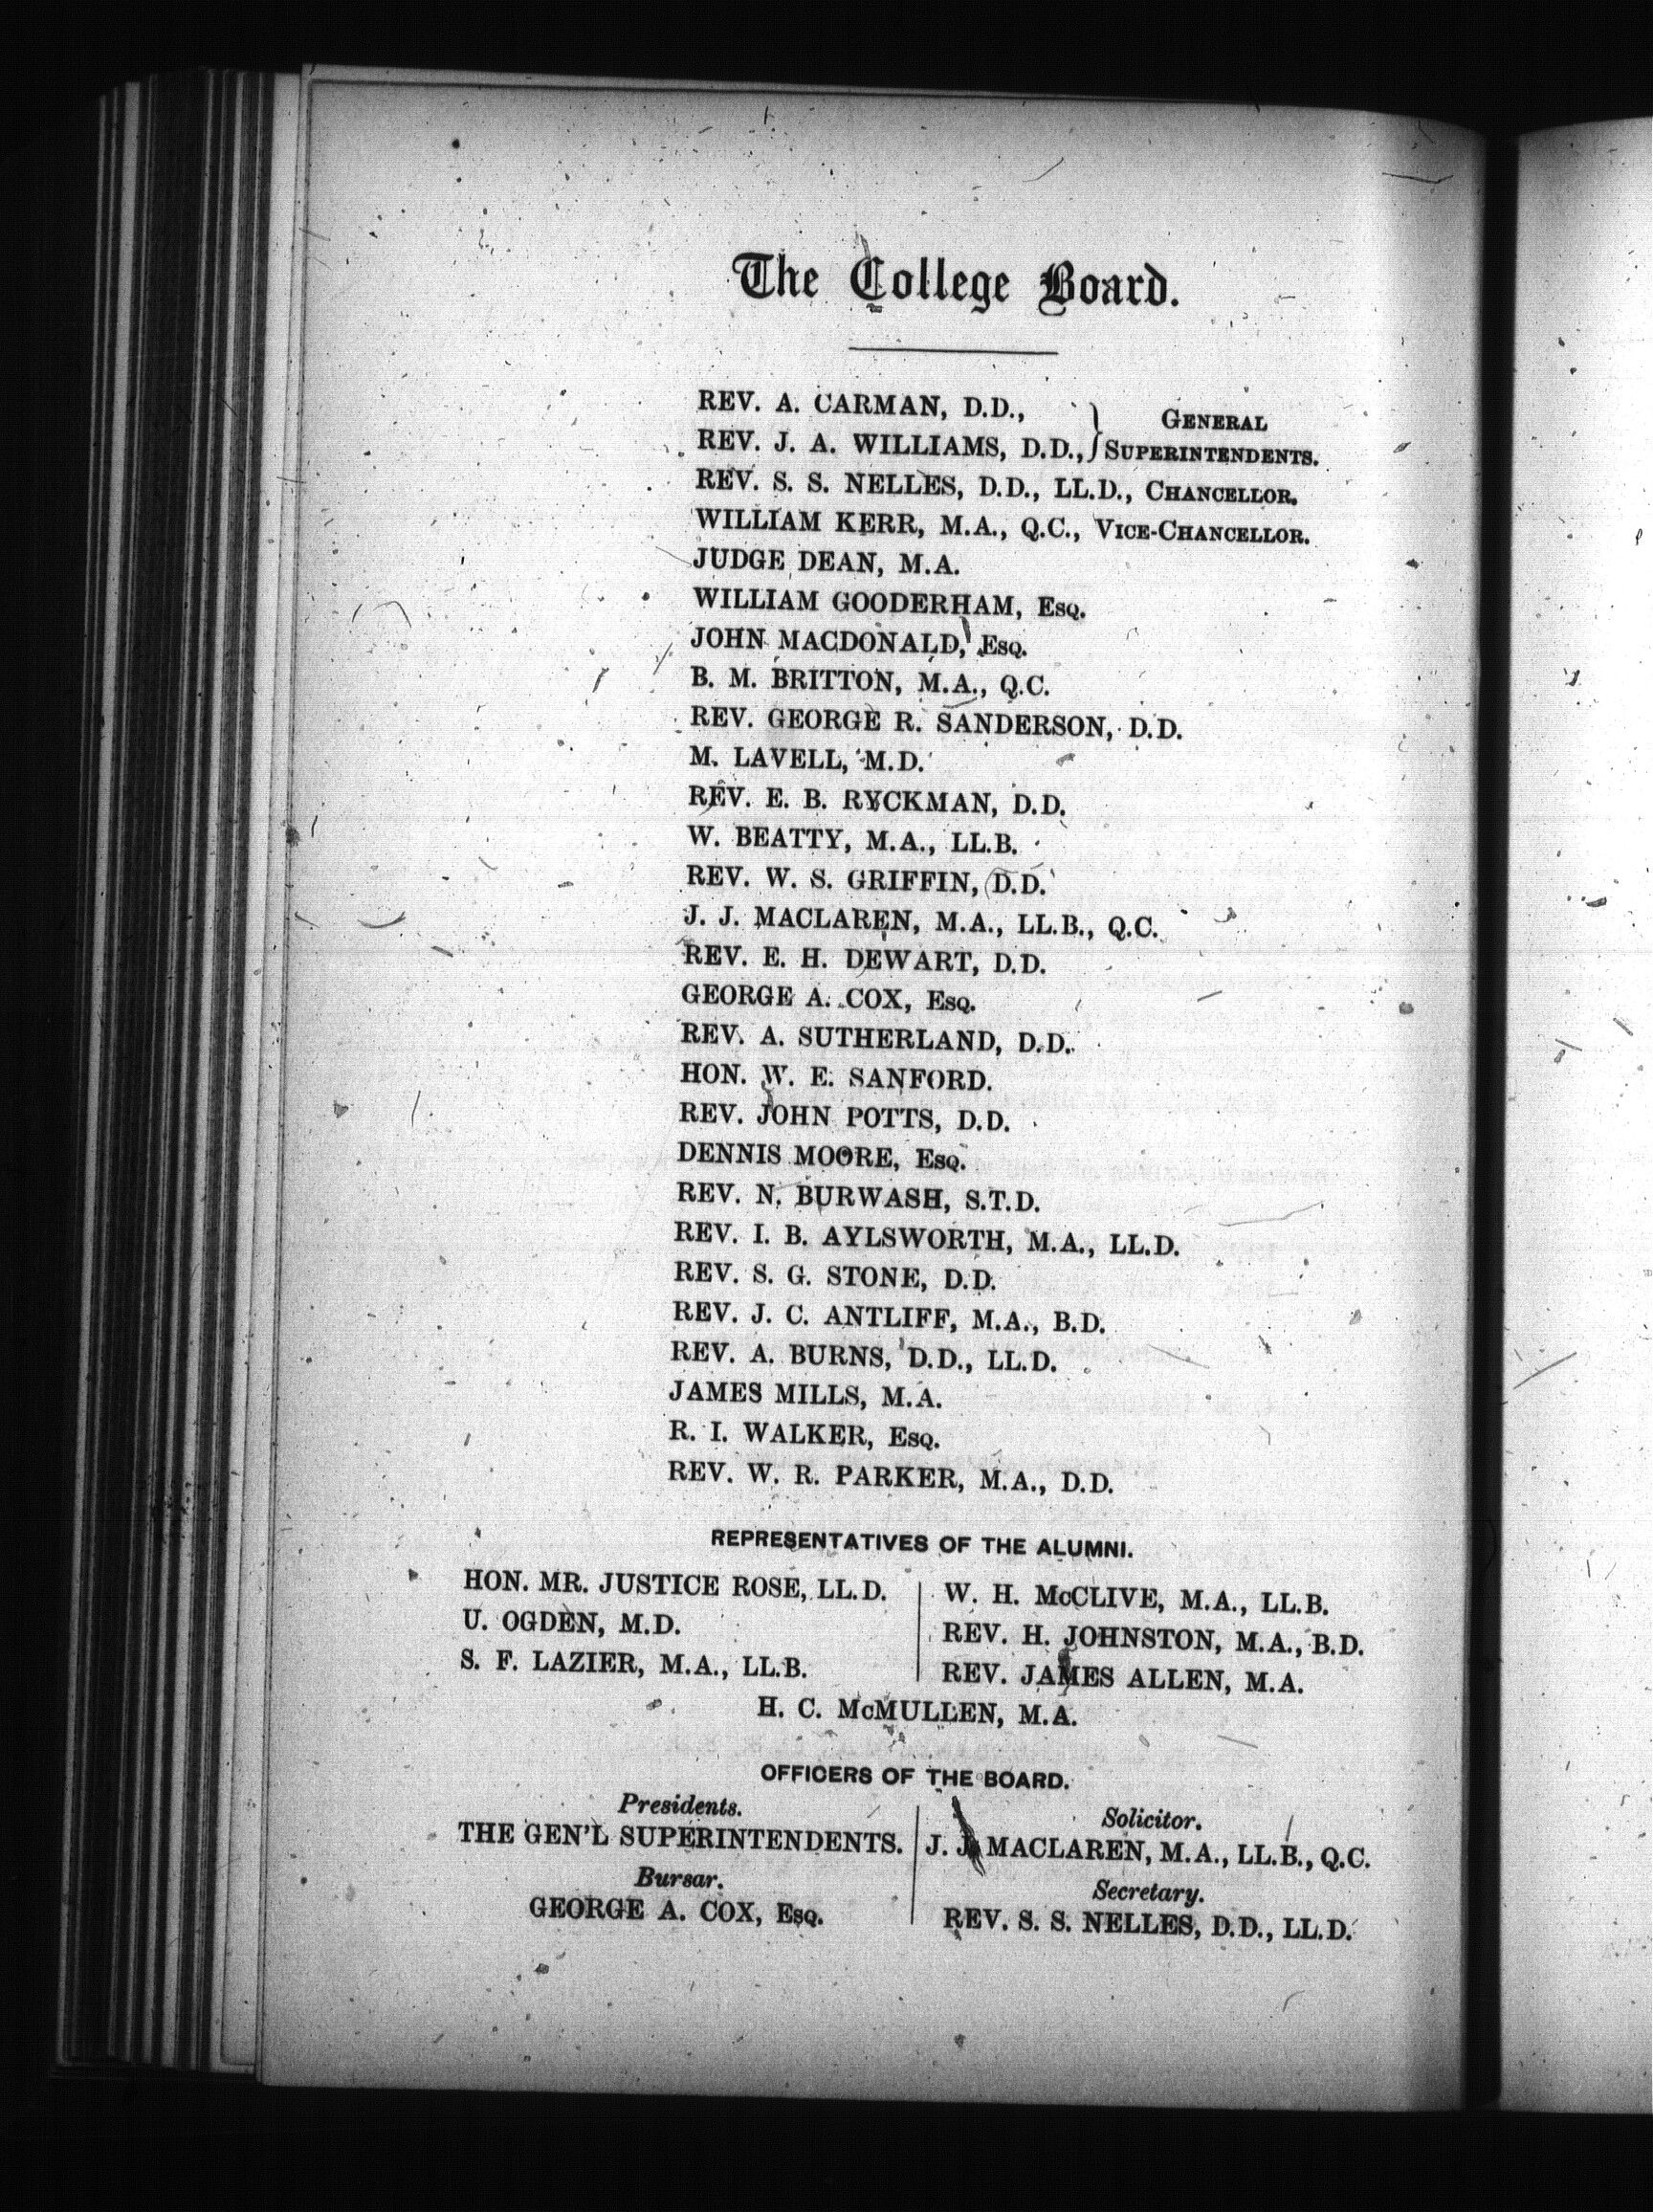 The College Board.
REV. A. CARMAN, D.D.,
REV. J. A. WILLIAMS, D.D., } GENERAL SUPERINTENDENTS.
REV. S. S. NELLES, D.D., LL.D., CHANCELLOR.
WILLIAM KERR, M.A., Q.C., VICE-CHANCELLOR.
JUDGE DEAN, M.A.
WILLIAM GOODERHAM, Esq.
JOHN MACDONALD, Esq.
B. M. BRITTON, M.A., Q.C.
REV. GEORGE R. SANDERSON, D.D.
M. LAVELL, M.D.
REV. E. B. RYCKMAN, D.D.
W. BEATTY, M.A., LL.B.
REV. W. S. GRIFFIN, D.D.
J. J. MACLAREN, M.A., LL.B., Q.C.
REV. E. H. DEWART, D.D.
GEORGE A. COX, Esq.
REV. A. SUTHERLAND, D.D.
HON. W. E. SANFORD.
REV. JOHN POTTS, D.D.
DENNIS MOORE, Esq.
REV. N. BURWASH, S.T.D.
REV. I. B. AYLSWORTH, M.A., LL.D.
REV. S. G. STONE, D.D.
REV. J. C. ANTLIFF, M.A., B.D.
REV. A. BURNS, D.D., LL.D.
JAMES MILLS, M.A.
R. I. WALKER, Esq.
REV. W. R. PARKER, M.A., D.D.
REPRESENTATIVES OF THE ALUMNI.
HON. MR. JUSTICE ROSE, LL.D.
U. OGDEN, M.D.
S. F. LAZIER, M.A., LL.B.
W. H. McCLIVE, M.A., LL.B.
REV. H. JOHNSTON, M.A., B.D.
REV. JAMES ALLEN, M.A.
H. C. McMULLEN, M.A.
OFFICERS OF THE BOARD.
Presidents.
THE GEN'L SUPERINTENDENTS.
Bursar.
GEORGE A. COX, Esq.
Solicitor.
J. J. MACLAREN, M.A., LL.B., Q.C.
Secretary.
REV. S. S. NELLES, D.D., LL.D.